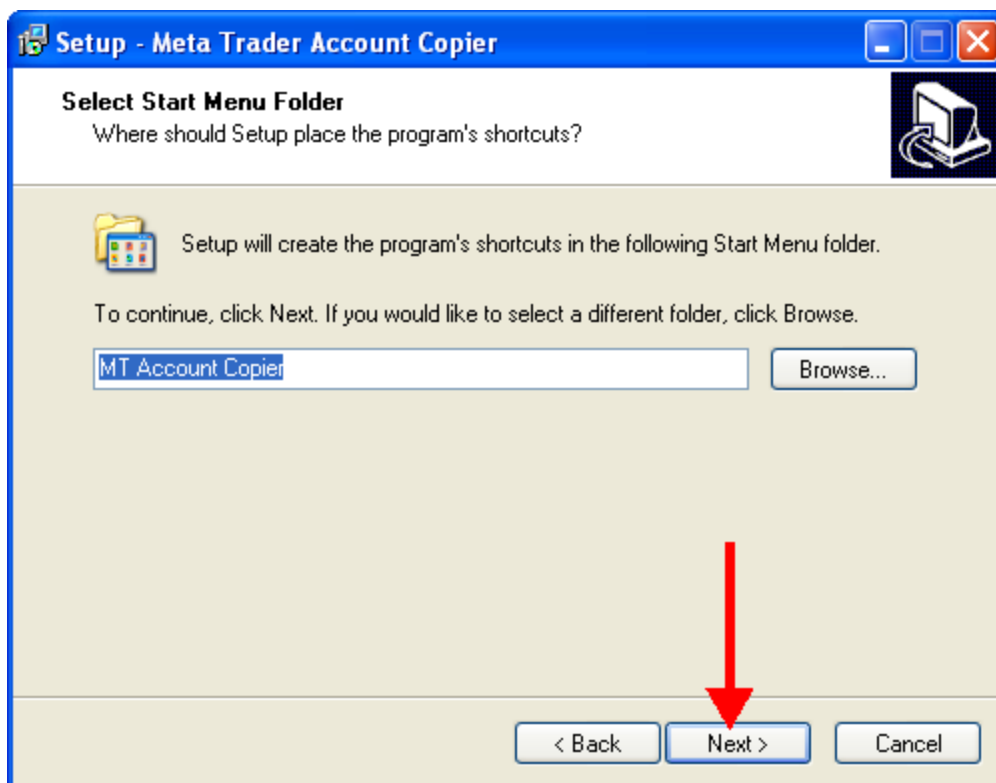 Setup - Meta Trader Account Copier
Select Start Menu Folder
Where should Setup place the program's shortcuts?
Setup will create the program's shortcuts in the following Start Menu folder.
To continue, click Next. If you would like to select a different folder, click Browse.
MT Account Copier
Browse...
< Back
Next >
Cancel